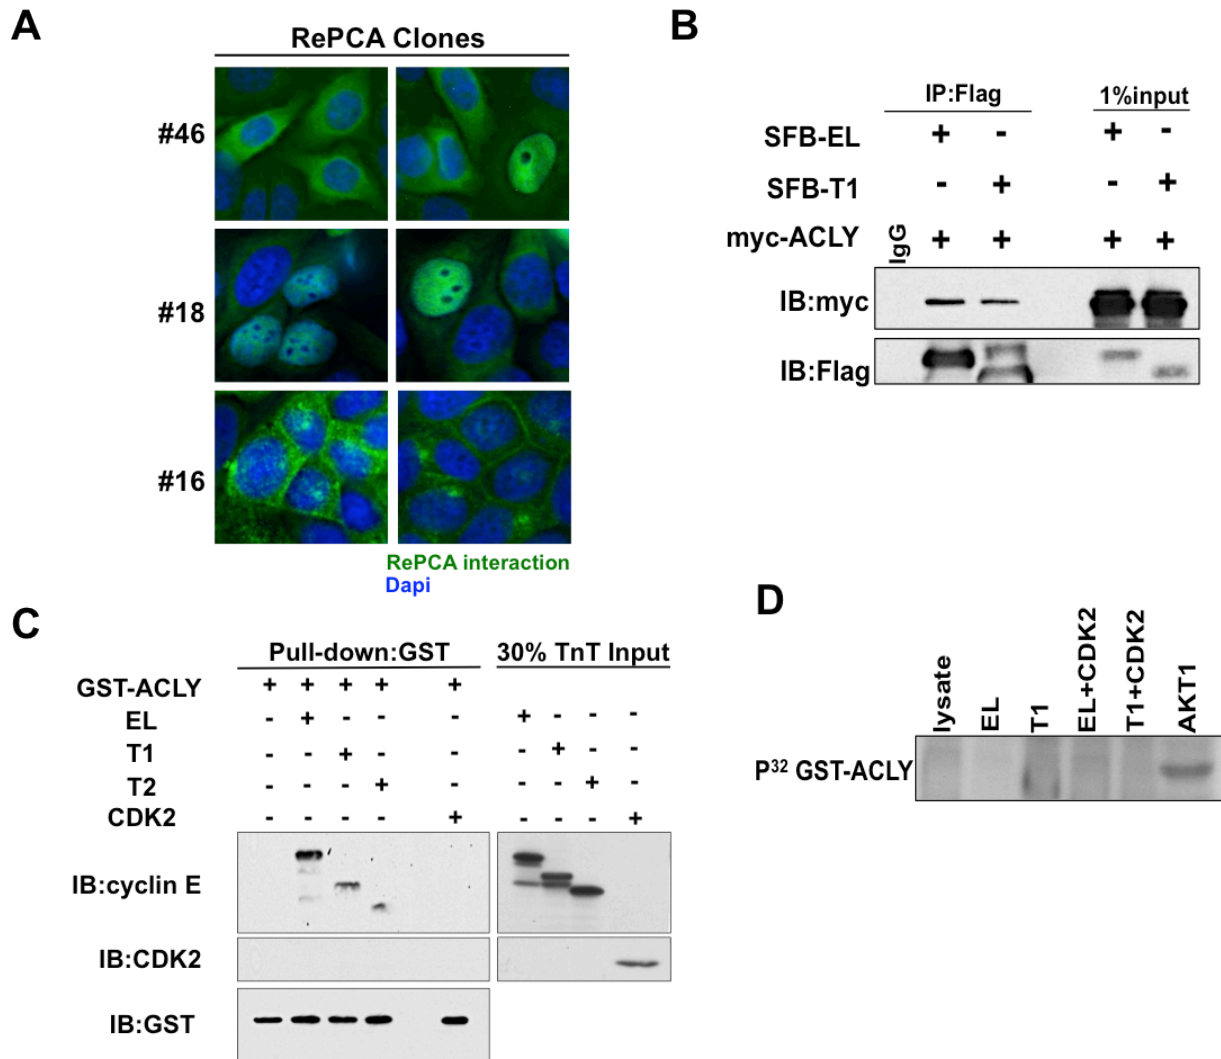 A
RePCA Clones
#46
#18
#16
RePCA interaction
Dapi
B
IP:Flag 1%input
SFB-EL + - + -
SFB-T1 - + - +
myc-ACLY IgG + + + +
IB:myc
IB:Flag
C
Pull-down:GST 30% TnT Input
GST-ACLY + + + + +
EL - + - - - + - - -
T1 - - + - - - + - -
T2 - - - + - - - + -
CDK2 - - - - + - - - +
IB:cyclin E
IB:CDK2
IB:GST
D
lysate EL T1 EL+CDK2 T1+CDK2 AKT1
P³² GST-ACLY